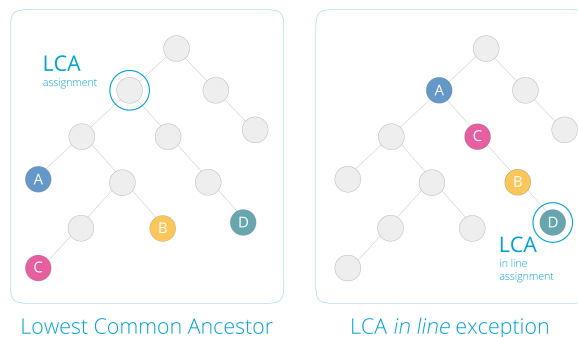 LCA
assignment
A
B
D
C
Lowest Common Ancestor
A
C
B
D
LCA
in line
assignment
LCA in line exception